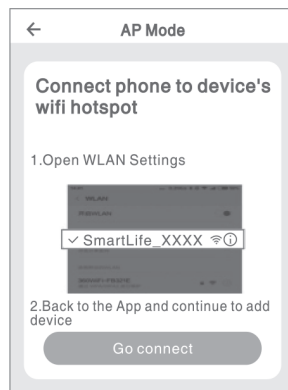 AP Mode
Connect phone to device's
wifi hotspot
1.Open WLAN Settings
WLAN
SmartLife_XXXX
2.Back to the App and continue to add
device
Go connect